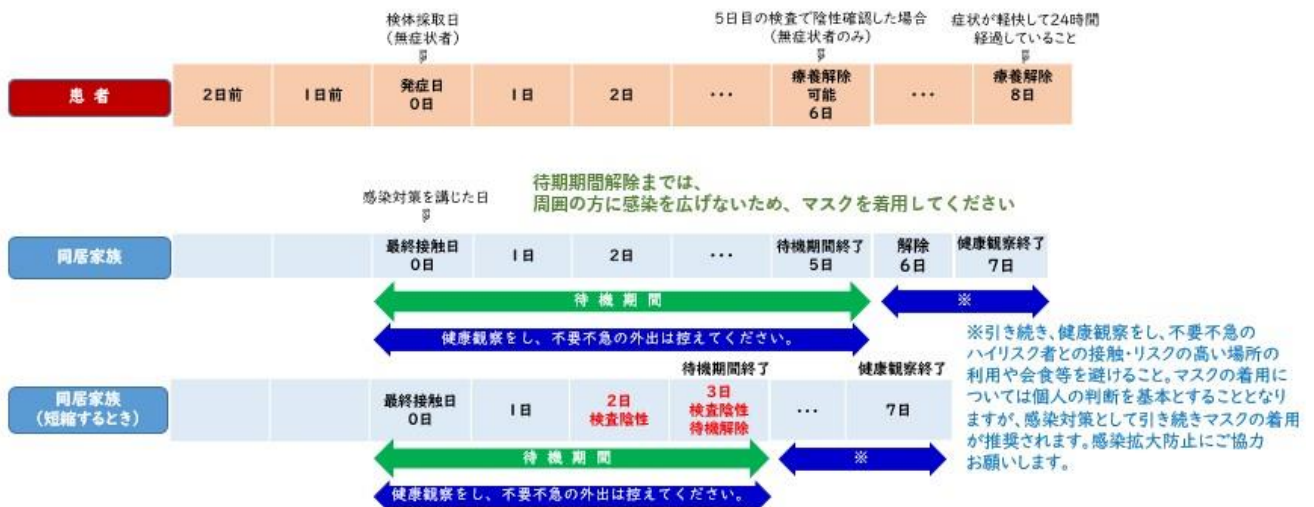 検体採取日
(無症状者)
5日目の検査で陰性確認した場合
(無症状者のみ)
症状が軽快して24時間
経過していること
患者
2日前
1日前
発症日
0日
1日
2日
・・・
療養解除
可能
6日
・・・
療養解除
8日
感染対策を講じた日
待期期間解除までは、
周囲の方に感染を広げないため、マスクを着用してください
同居家族
最終接触日
0日
1日
2日
・・・
待機期間終了
5日
解除
6日
健康観察終了
7日
待機期間
※
健康観察をし、不要不急の外出は控えてください。
※引き続き、健康観察をし、不要不急の
ハイリスク者との接触・リスクの高い場所の
利用や会食等を避けること。マスクの着用に
ついては個人の判断を基本とすることとなり
ますが、感染対策として引き続きマスクの着用
が推奨されます。感染拡大防止にご協力
お願いします。
待機期間終了
健康観察終了
同居家族
(短縮するとき)
最終接触日
0日
1日
2日
検査陰性
3日
検査陰性
待機解除
・・・
7日
待機期間
※
健康観察をし、不要不急の外出は控えてください。